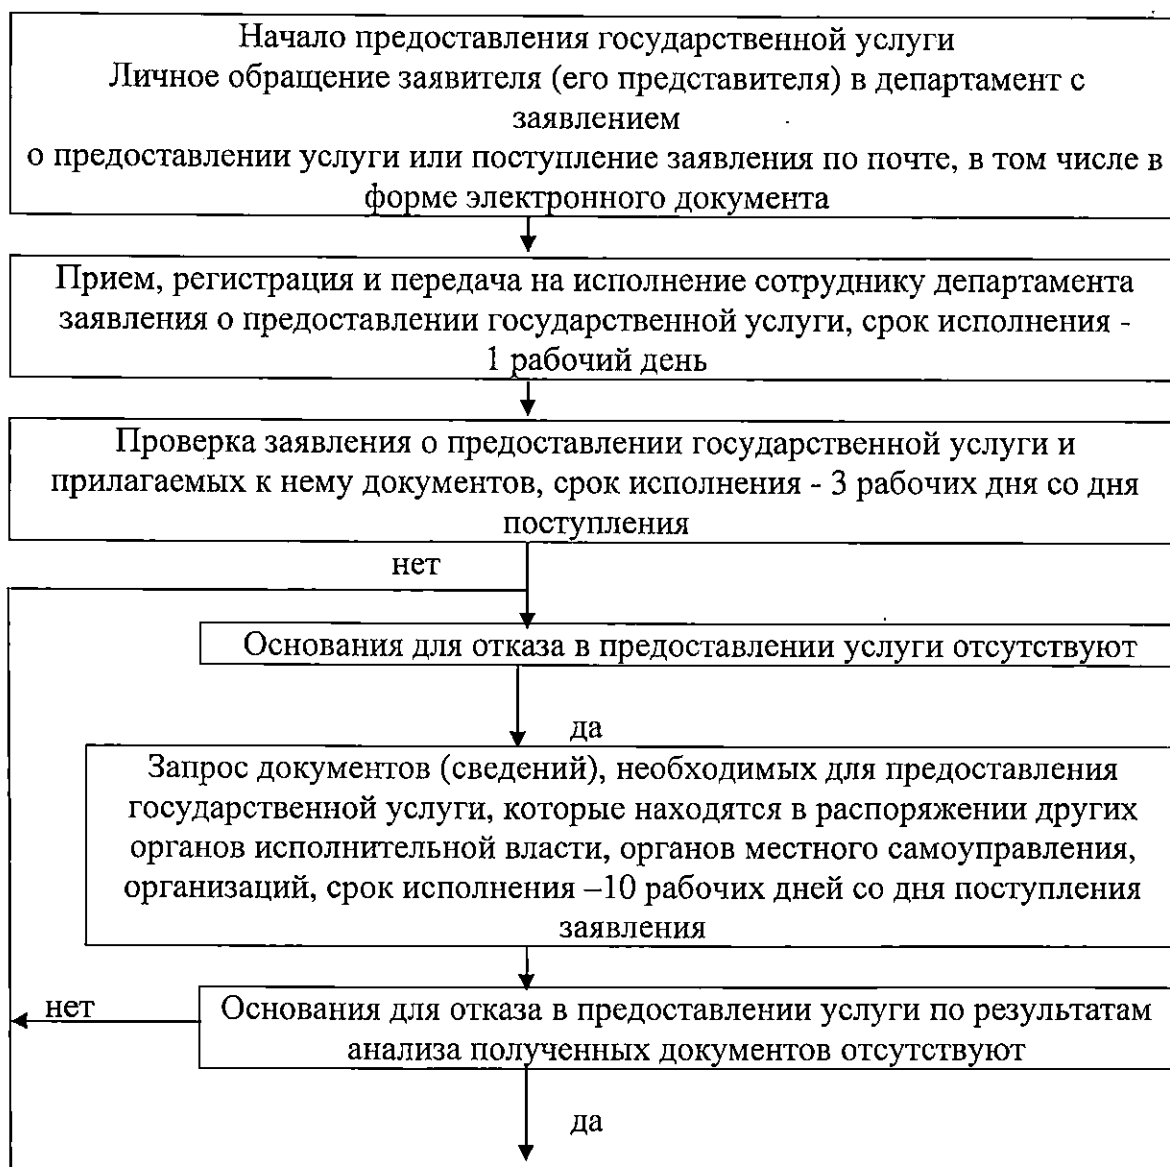 Начало предоставления государственной услуги
Личное обращение заявителя (его представителя) в департамент с
заявлением
о предоставлении услуги или поступление заявления по почте, в том числе в
форме электронного документа
Прием, регистрация и передача на исполнение сотруднику департамента
заявления о предоставлении государственной услуги, срок исполнения -
1 рабочий день
Проверка заявления о предоставлении государственной услуги и
прилагаемых к нему документов, срок исполнения - 3 рабочих дня со дня
поступления
нет
Основания для отказа в предоставлении услуги отсутствуют
да
Запрос документов (сведений), необходимых для предоставления
государственной услуги, которые находятся в распоряжении других
органов исполнительной власти, органов местного самоуправления,
организаций, срок исполнения –10 рабочих дней со дня поступления
заявления
нет
Основания для отказа в предоставлении услуги по результатам
анализа полученных документов отсутствуют
да